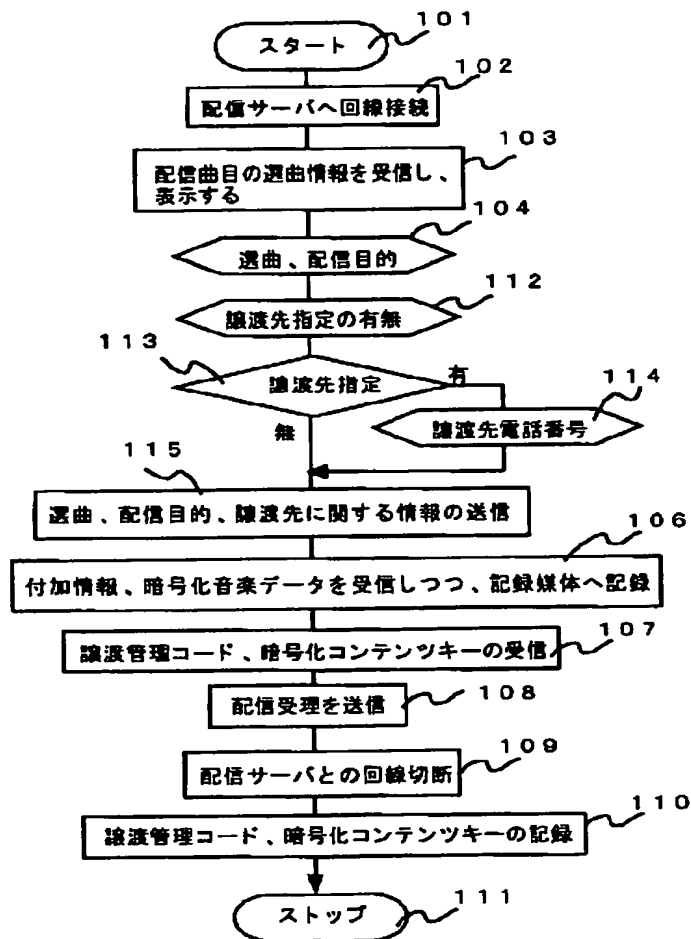 １０１
スタート
１０２
配信サーバへ回線接続
１０３
配信曲目の選曲情報を受信し、
表示する
１０４
選曲、配信目的
１１２
譲渡先指定の有無
１１３
譲渡先指定
有
１１４
無
譲渡先電話番号
１１５
選曲、配信目的、譲渡先に関する情報の送信
１０６
付加情報、暗号化音楽データを受信しつつ、記録媒体へ記録
１０７
譲渡管理コード、暗号化コンテンツキーの受信
１０８
配信受理を送信
１０９
配信サーバとの回線切断
１１０
譲渡管理コード、暗号化コンテンツキーの記録
１１１
ストップ